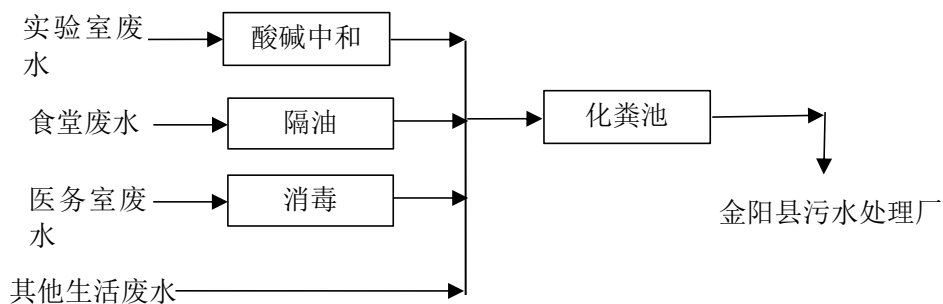 实验室废
水
酸碱中和
食堂废水
隔油
化粪池
医务室废
水
消毒
金阳县污水处理厂
其他生活废水